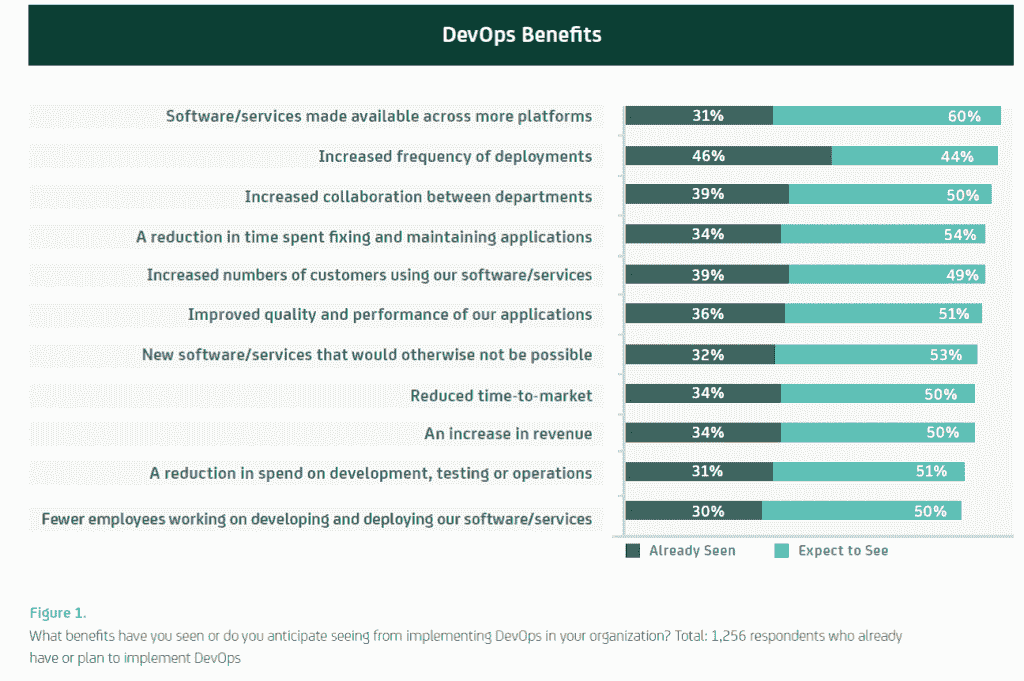 DevOps Benefits
Software/services made available across more platforms 31% 60%
Increased frequency of deployments 46% 44%
Increased collaboration between departments 39% 50%
A reduction in time spent fixing and maintaining applications 34% 54%
Increased numbers of customers using our software/services 39% 49%
Improved quality and performance of our applications 36% 51%
New software/services that would otherwise not be possible 32% 53%
Reduced time-to-market 34% 50%
An increase in revenue 34% 50%
A reduction in spend on development, testing or operations 31% 51%
Fewer employees working on developing and deploying our software/services 30% 50%
Already Seen Expect to See
Figure 1.
What benefits have you seen or do you anticipate seeing from implementing DevOps in your organization? Total: 1,256 respondents who already
have or plan to implement DevOps